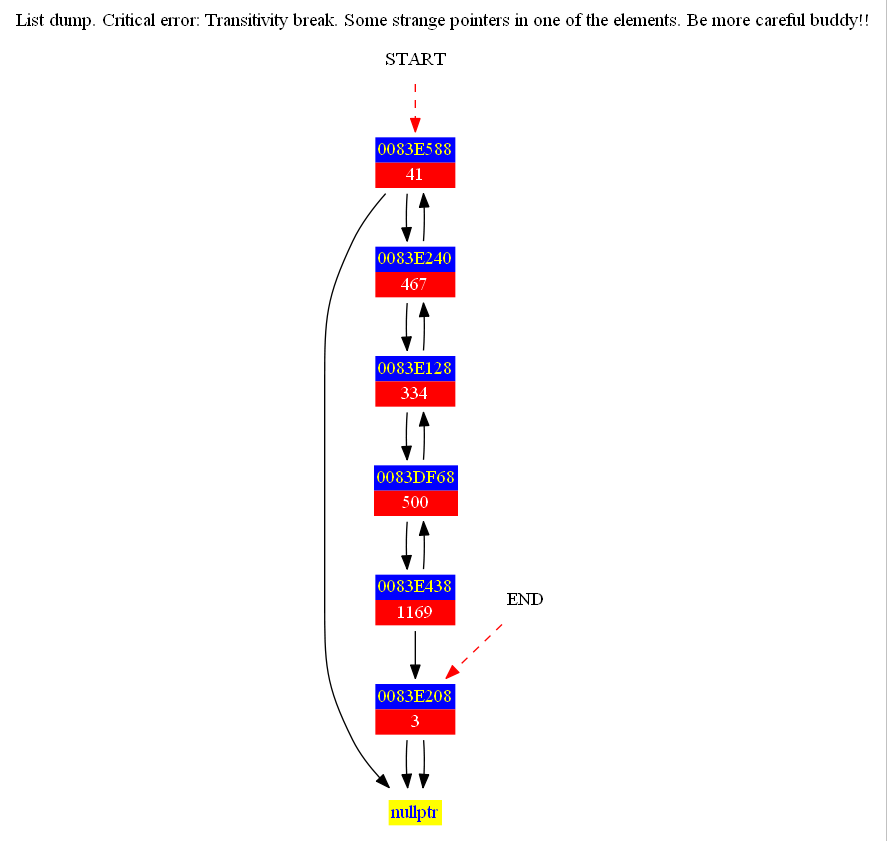 List dump. Critical error: Transitivity break. Some strange pointers in one of the elements. Be more careful buddy!!
START
0083E588
41
0083E240
467
0083E128
334
0083DF68
500
0083E438
1169
END
0083E208
3
nullptr